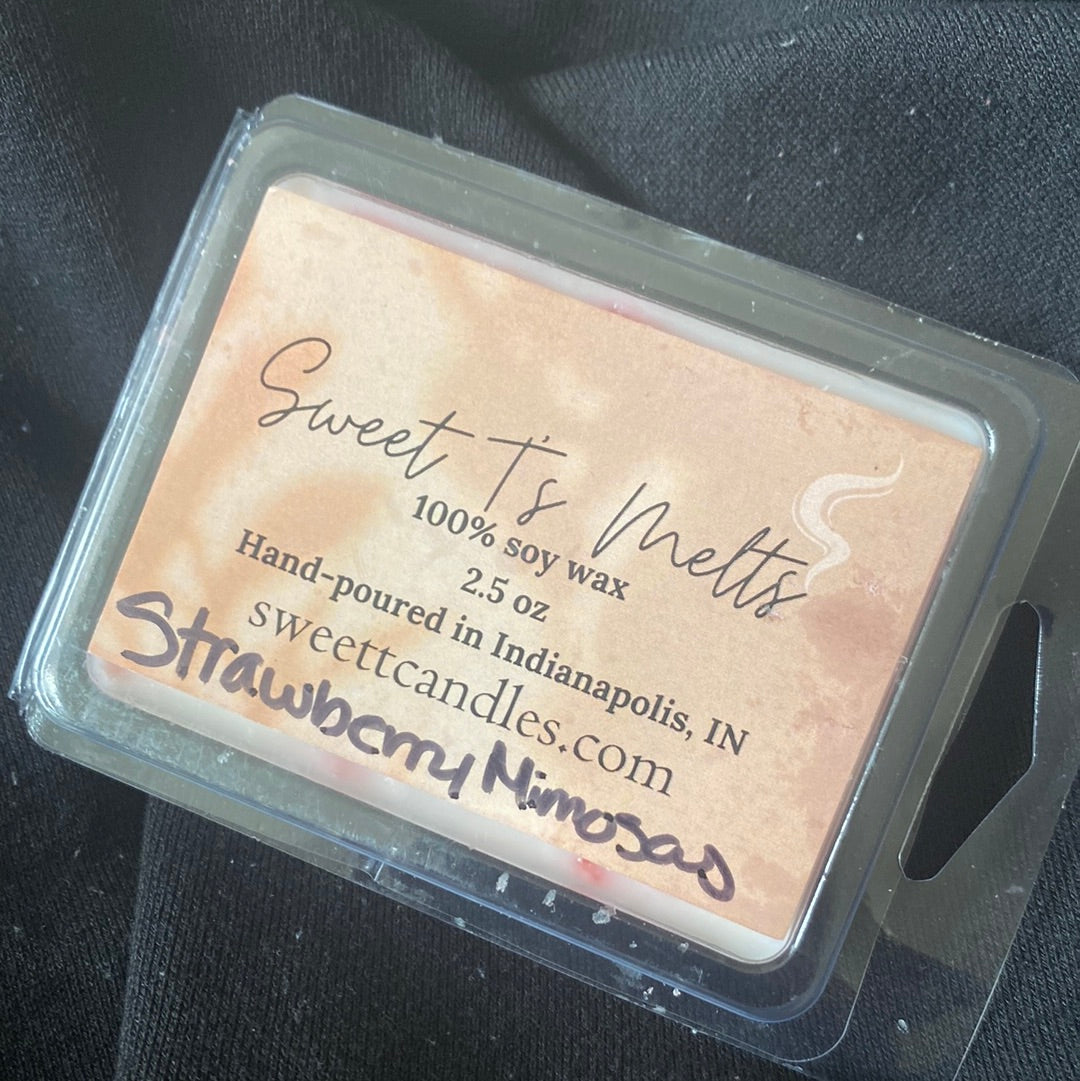 Sweet T's Melts
100% soy wax
2.5 oz
Hand-poured in Indianapolis, IN
sweettcandles.com
Strawberry Mimosas